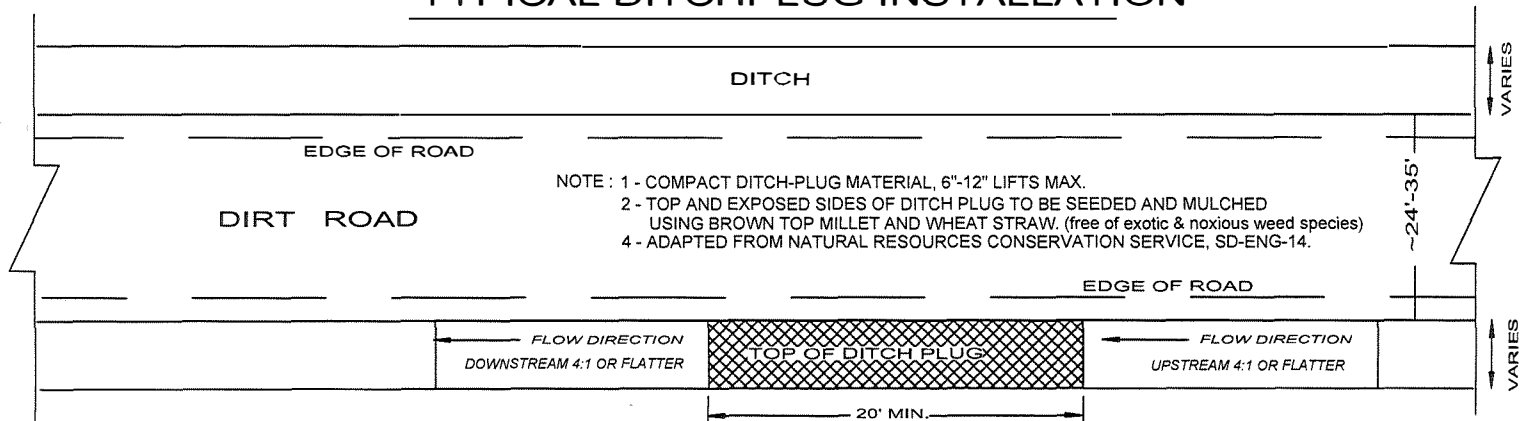 TYPICAL DITCHPLUG INSTALLATION
DITCH
VARIES
EDGE OF ROAD
NOTE : 1 - COMPACT DITCH-PLUG MATERIAL, 6"-12" LIFTS MAX.
2 - TOP AND EXPOSED SIDES OF DITCH PLUG TO BE SEEDED AND MULCHED
USING BROWN TOP MILLET AND WHEAT STRAW. (free of exotic & noxious weed species)
4 - ADAPTED FROM NATURAL RESOURCES CONSERVATION SERVICE, SD-ENG-14.
DIRT ROAD
~24'-35'
EDGE OF ROAD
FLOW DIRECTION
DOWNSTREAM 4:1 OR FLATTER
TOP OF DITCH PLUG
FLOW DIRECTION
UPSTREAM 4:1 OR FLATTER
VARIES
20' MIN.